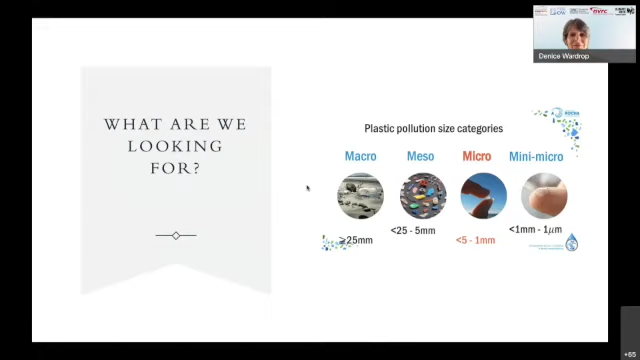 WHAT ARE WE
LOOKING
FOR?
Plastic pollution size categories
Macro
Meso
Micro
Mini-micro
≥25mm
<25 - 5mm
<5 - 1mm
<1mm - 1μm
Denice Wardrop
+65